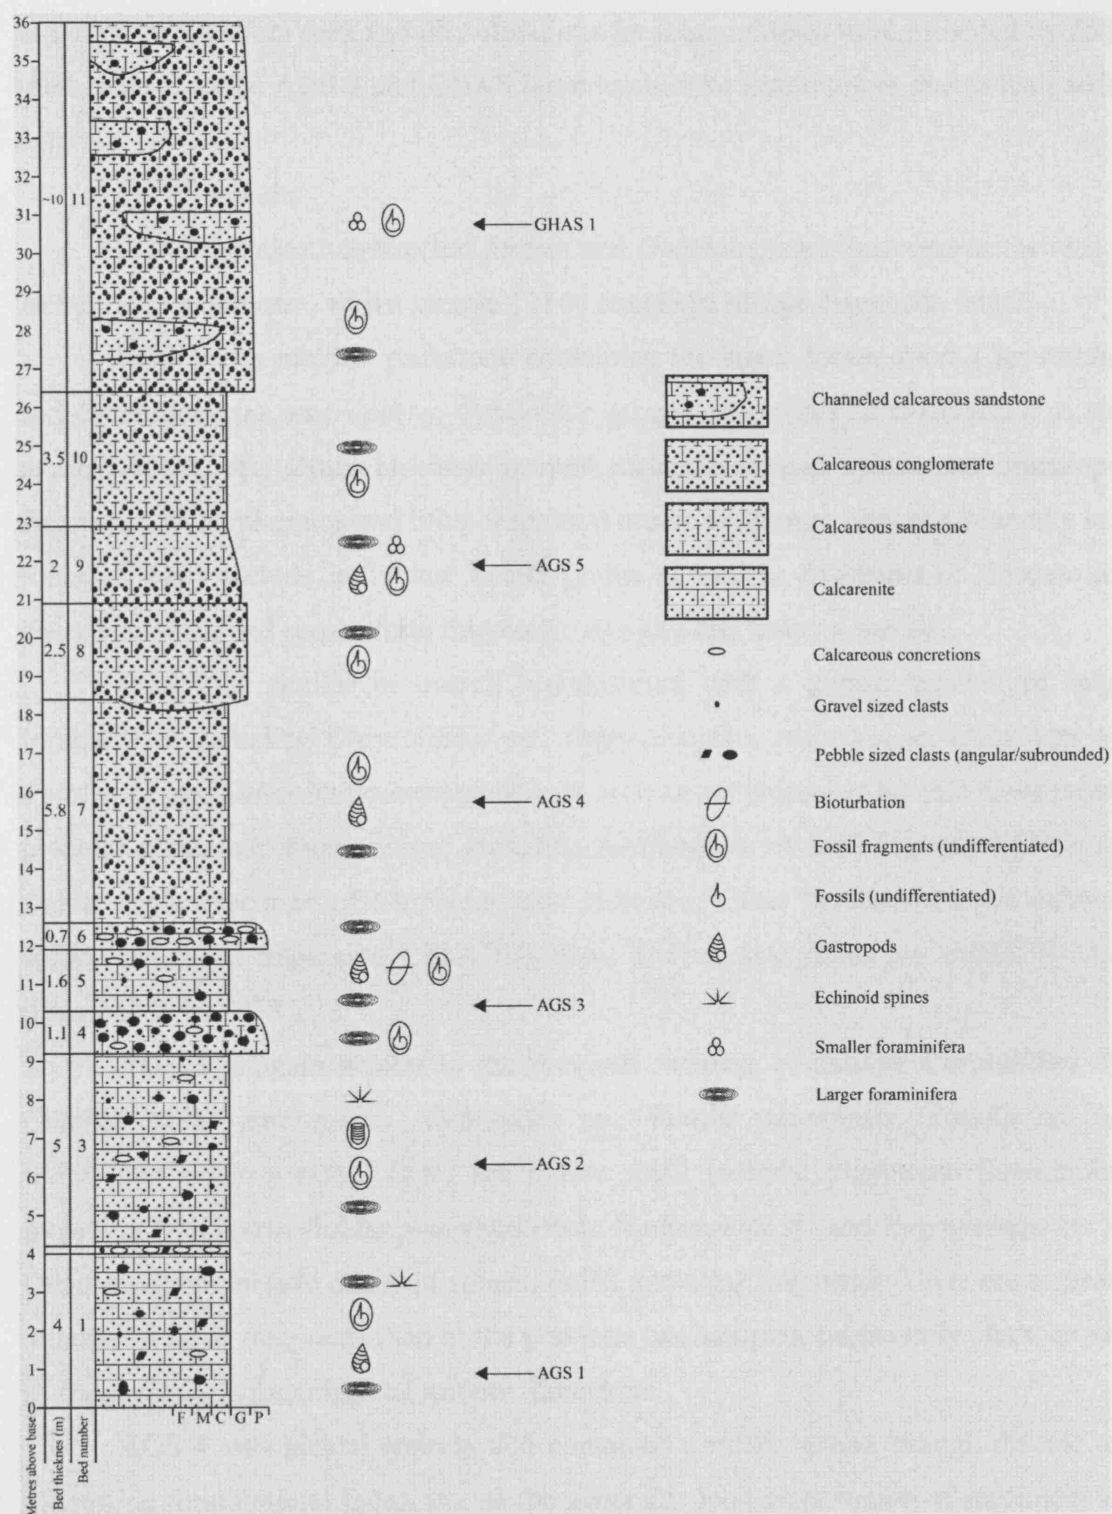 36
35
34
33
32
31
30
29
28
27
26
25
24
23
22
21
20
19
18
17
16
15
14
13
12
11
10
9
8
7
6
5
4
3
2
1
0
~10 11
3.5 10
2 9
2.5 8
5.8 7
0.7 6
1.6 5
1.1 4
5 3
4 1
F M C G P
Metres above base
Bed thicknes (m)
Bed number
GHAS 1
AGS 5
AGS 4
AGS 3
AGS 2
AGS 1
Channeled calcareous sandstone
Calcareous conglomerate
Calcareous sandstone
Calcarenite
Calcareous concretions
Gravel sized clasts
Pebble sized clasts (angular/subrounded)
Bioturbation
Fossil fragments (undifferentiated)
Fossils (undifferentiated)
Gastropods
Echinoid spines
Smaller foraminifera
Larger foraminifera